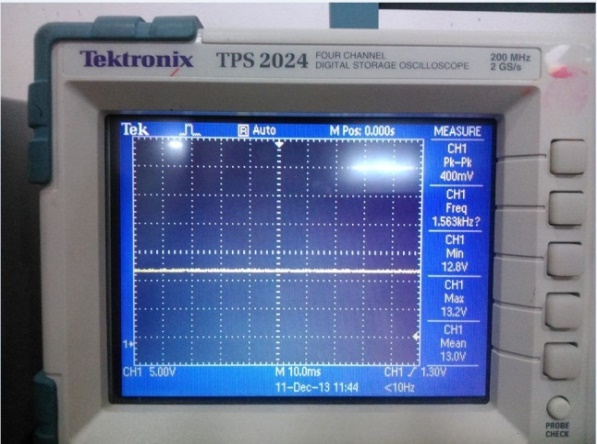 Tektronix TPS 2024 FOUR CHANNEL DIGITAL STORAGE OSCILLOSCOPE 200 MHz 2 GS/s
Tek R Auto M Pos: 0.000s MEASURE
CH1
Pk-Pk
400mV
CH1
Freq
1.563kHz?
CH1
Min
12.8V
CH1
Max
13.2V
CH1
Mean
13.0V
1
CH1 5.00V M 10.0ms CH1 / 1.30V
11-Dec-13 11:44 <10Hz
PROBE
CHECK